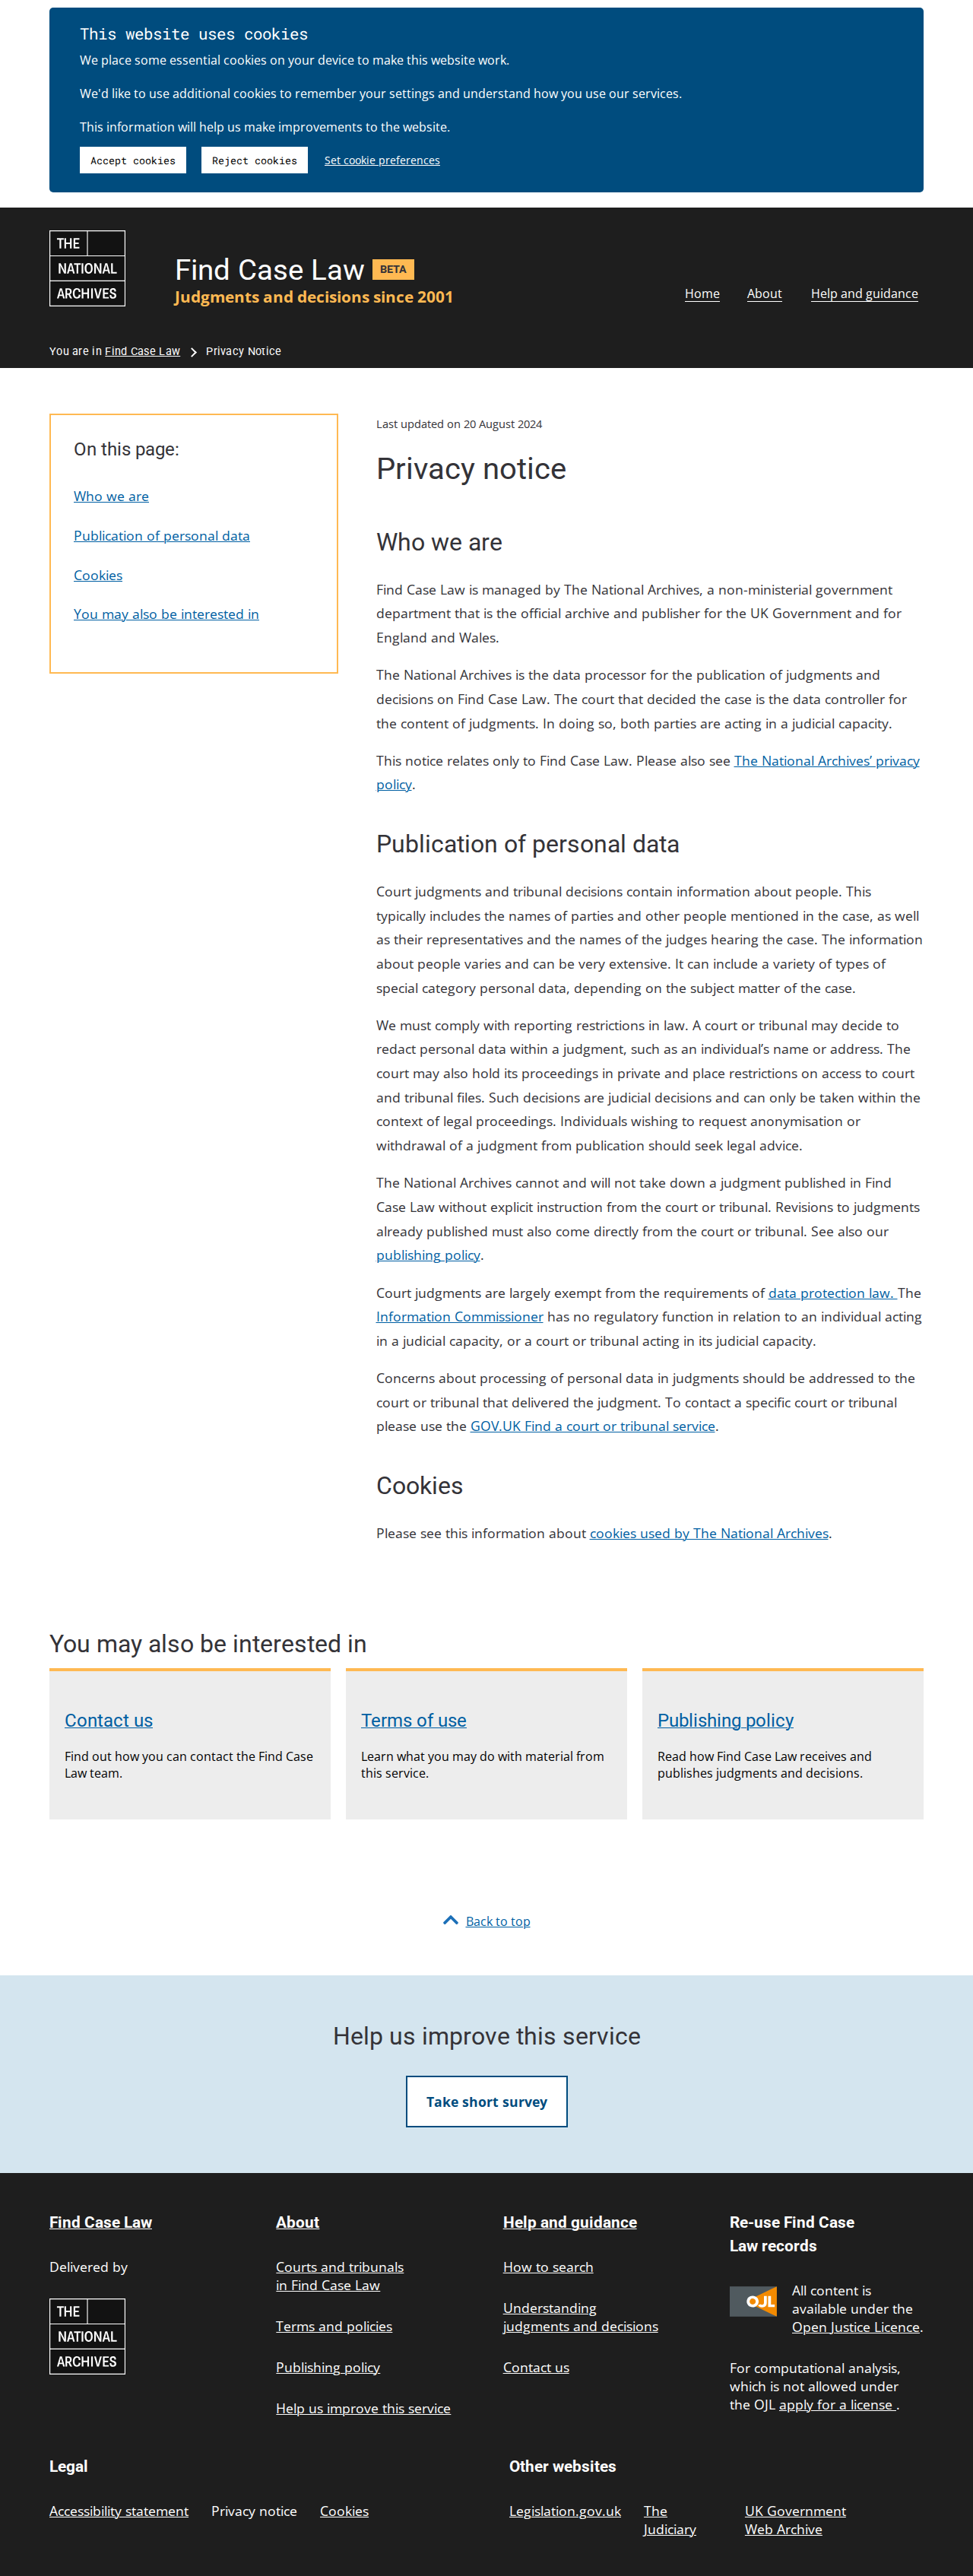 This website uses cookies
We place some essential cookies on your device to make this website work.
We'd like to use additional cookies to remember your settings and understand how you use our services.
This information will help us make improvements to the website.
Accept cookies
Reject cookies
Set cookie preferences
THE
NATIONAL
ARCHIVES
Find Case Law BETA
Judgments and decisions since 2001
Home
About
Help and guidance
You are in Find Case Law
Privacy Notice
On this page:
Who we are
Publication of personal data
Cookies
You may also be interested in
Last updated on 20 August 2024
Privacy notice
Who we are
Find Case Law is managed by The National Archives, a non-ministerial government
department that is the official archive and publisher for the UK Government and for
England and Wales.
The National Archives is the data processor for the publication of judgments and
decisions on Find Case Law. The court that decided the case is the data controller for
the content of judgments. In doing so, both parties are acting in a judicial capacity.
This notice relates only to Find Case Law. Please also see The National Archives’ privacy
policy.
Publication of personal data
Court judgments and tribunal decisions contain information about people. This
typically includes the names of parties and other people mentioned in the case, as well
as their representatives and the names of the judges hearing the case. The information
about people varies and can be very extensive. It can include a variety of types of
special category personal data, depending on the subject matter of the case.
We must comply with reporting restrictions in law. A court or tribunal may decide to
redact personal data within a judgment, such as an individual’s name or address. The
court may also hold its proceedings in private and place restrictions on access to court
and tribunal files. Such decisions are judicial decisions and can only be taken within the
context of legal proceedings. Individuals wishing to request anonymisation or
withdrawal of a judgment from publication should seek legal advice.
The National Archives cannot and will not take down a judgment published in Find
Case Law without explicit instruction from the court or tribunal. Revisions to judgments
already published must also come directly from the court or tribunal. See also our
publishing policy.
Court judgments are largely exempt from the requirements of data protection law. The
Information Commissioner has no regulatory function in relation to an individual acting
in a judicial capacity, or a court or tribunal acting in its judicial capacity.
Concerns about processing of personal data in judgments should be addressed to the
court or tribunal that delivered the judgment. To contact a specific court or tribunal
please use the GOV.UK Find a court or tribunal service.
Cookies
Please see this information about cookies used by The National Archives.
You may also be interested in
Contact us
Find out how you can contact the Find Case
Law team.
Terms of use
Learn what you may do with material from
this service.
Publishing policy
Read how Find Case Law receives and
publishes judgments and decisions.
Back to top
Help us improve this service
Take short survey
Find Case Law
Delivered by
THE
NATIONAL
ARCHIVES
About
Courts and tribunals
in Find Case Law
Terms and policies
Publishing policy
Help us improve this service
Help and guidance
How to search
Understanding
judgments and decisions
Contact us
Re-use Find Case
Law records
OJL
All content is
available under the
Open Justice Licence.
For computational analysis,
which is not allowed under
the OJL apply for a license .
Legal
Accessibility statement
Privacy notice
Cookies
Other websites
Legislation.gov.uk
The
Judiciary
UK Government
Web Archive